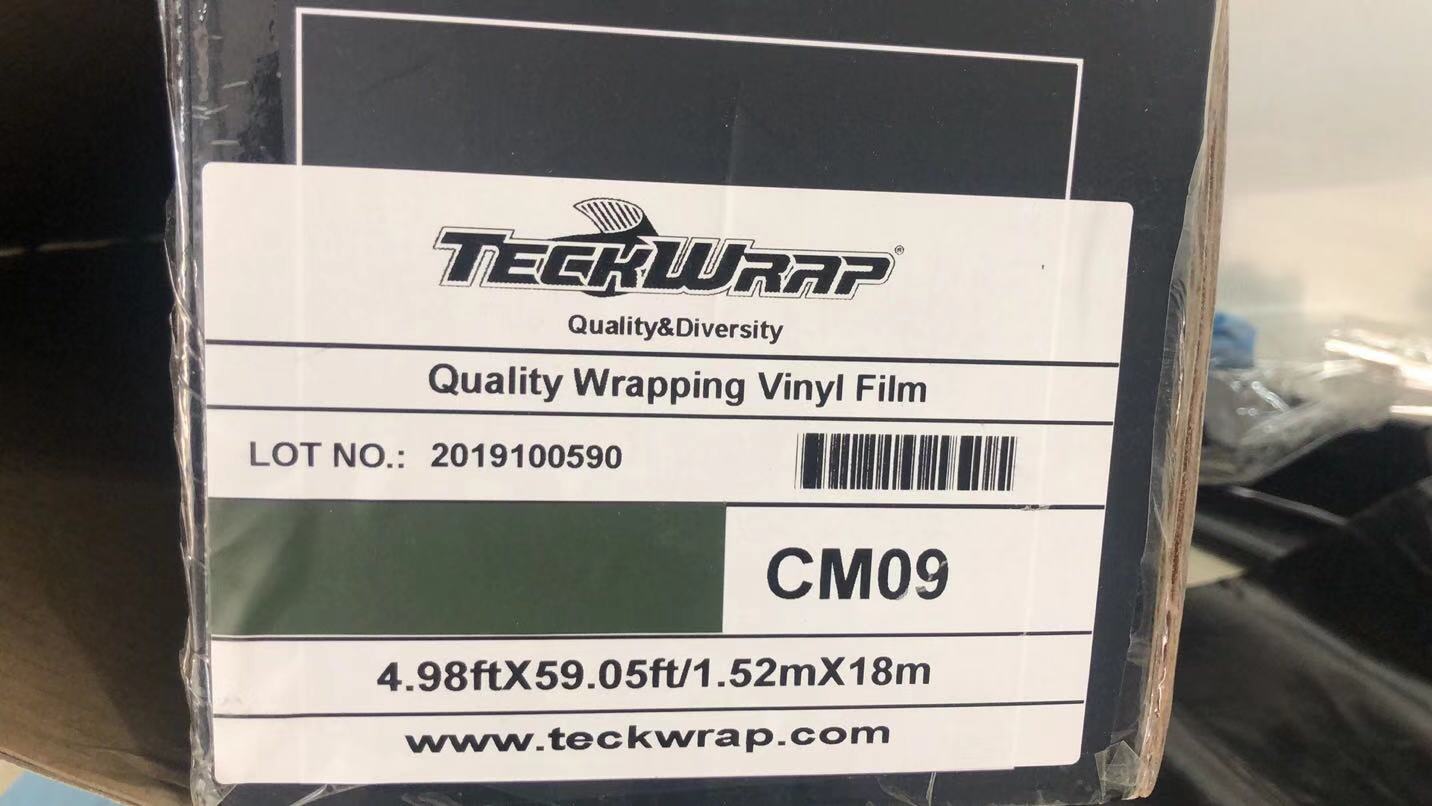 TECKWRAP®
Quality&Diversity
Quality Wrapping Vinyl Film
LOT NO.: 2019100590
CM09
4.98ftX59.05ft/1.52mX18m
www.teckwrap.com